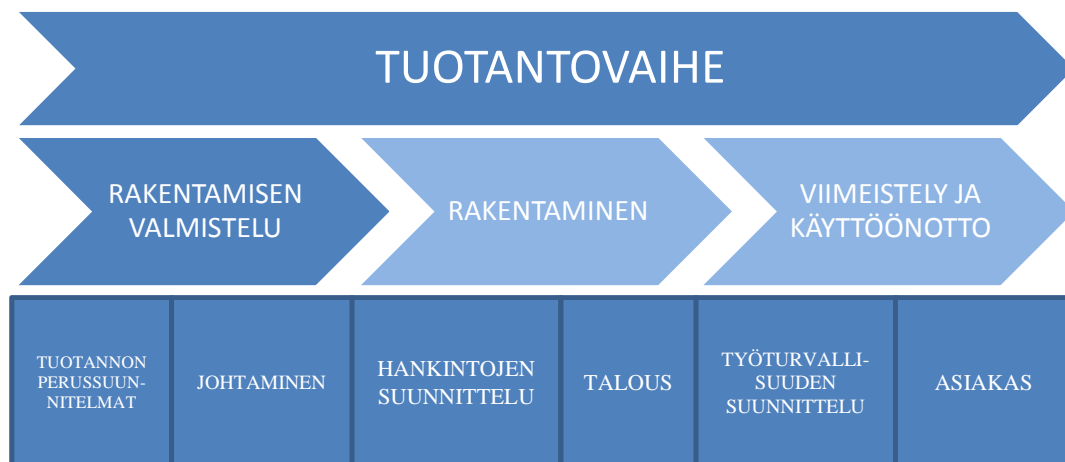 TUOTANTOVAIHE
RAKENTAMISEN
VALMISTELU
RAKENTAMINEN
VIIMEISTELY JA
KÄYTTÖÖNOTTO
TUOTANNON
PERUSSUUN-
NITELMAT
JOHTAMINEN
HANKINTOJEN
SUUNNITTELU
TALOUS
TYÖTURVALLI-
SUUDEN
SUUNNITTELU
ASIAKAS